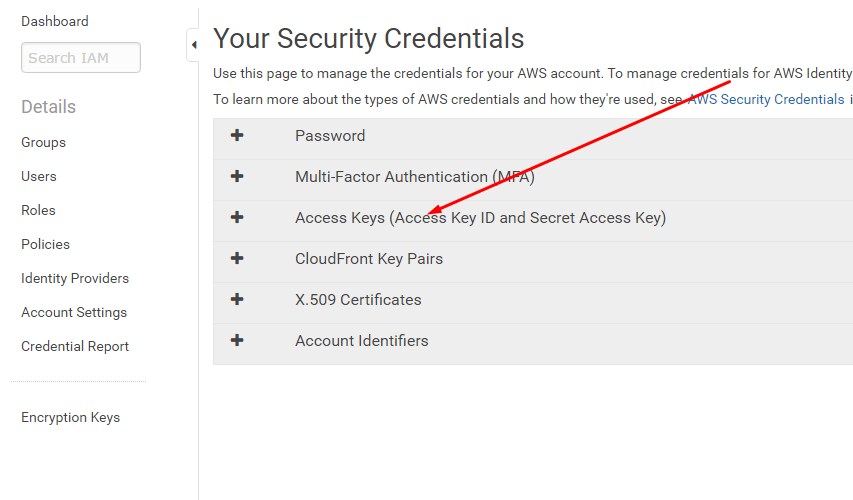 Dashboard
Search IAM
Details
Groups
Users
Roles
Policies
Identity Providers
Account Settings
Credential Report
Encryption Keys
Your Security Credentials
Use this page to manage the credentials for your AWS account. To manage credentials for AWS Identity
To learn more about the types of AWS credentials and how they're used, see AWS Security Credentials i
Password
Multi-Factor Authentication (MFA)
Access Keys (Access Key ID and Secret Access Key)
CloudFront Key Pairs
X.509 Certificates
Account Identifiers